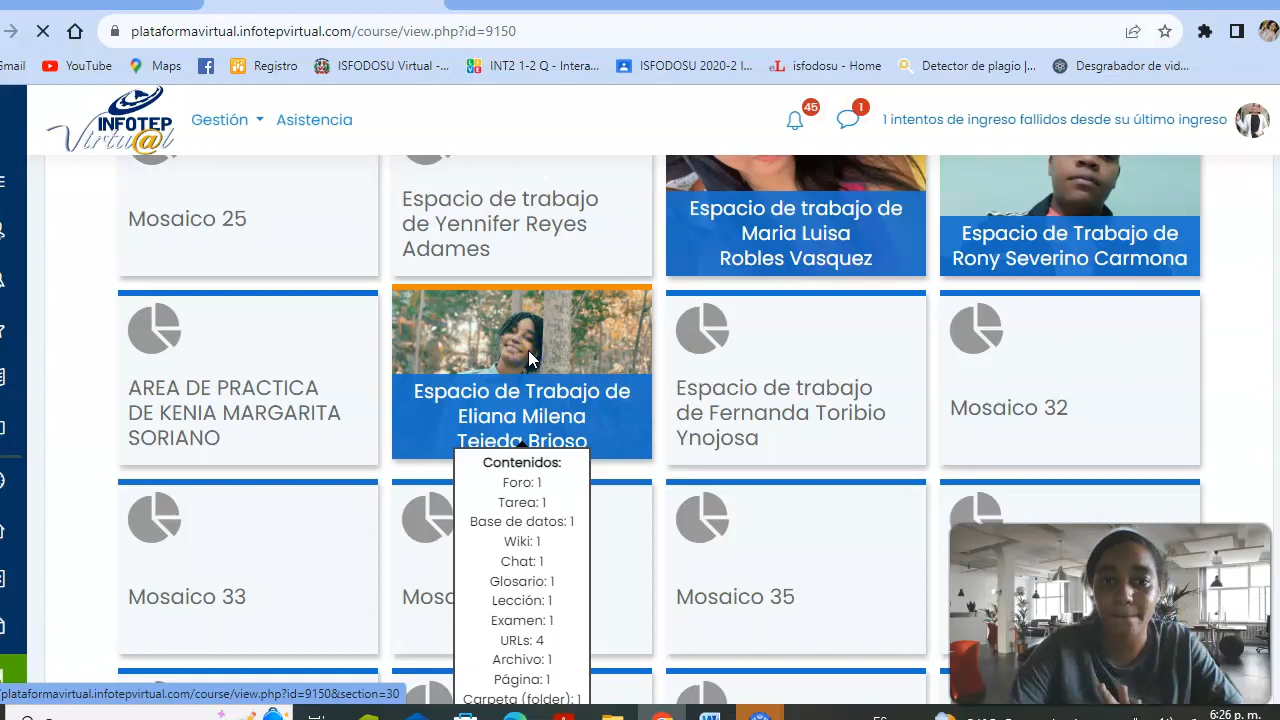 plataformavirtual.infotepvirtual.com/course/view.php?id=9150
Gmail YouTube Maps Registro ISFODOSU Virtual -... INT2 1-2 Q - Intera... ISFODOSU 2020-2 I... isfodosu - Home Detector de plagio |... Desgrabador de vid...
INFOTEP
Virtu@l
Gestión Asistencia
45
1
1 intentos de ingreso fallidos desde su último ingreso
Mosaico 25
Espacio de trabajo
de Yennifer Reyes
Adames
Espacio de trabajo de
Maria Luisa
Robles Vasquez
Espacio de Trabajo de
Rony Severino Carmona
AREA DE PRACTICA
DE KENIA MARGARITA
SORIANO
Espacio de Trabajo de
Eliana Milena
Tejeda Brioso
Espacio de trabajo
de Fernanda Toribio
Ynojosa
Mosaico 32
Contenidos:
Foro: 1
Tarea: 1
Base de datos: 1
Wiki: 1
Chat: 1
Glosario: 1
Lección: 1
Examen: 1
URLs: 4
Archivo: 1
Página: 1
Carpeta (folder): 1
Mosaico 33
Mosaico 35
plataformavirtual.infotepvirtual.com/course/view.php?id=9150&section=30
6:26 p. m.